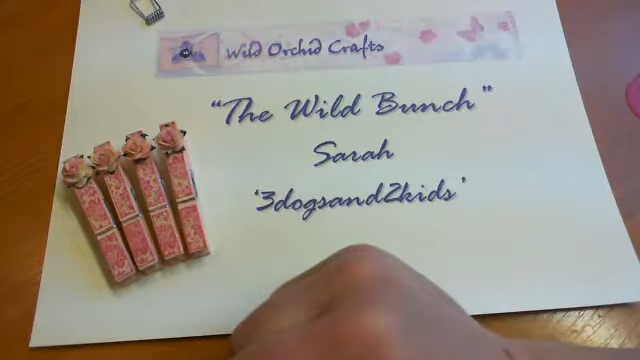 Wild Orchid Crafts
"The Wild Bunch"
Sarah
'3dogsand2kids'